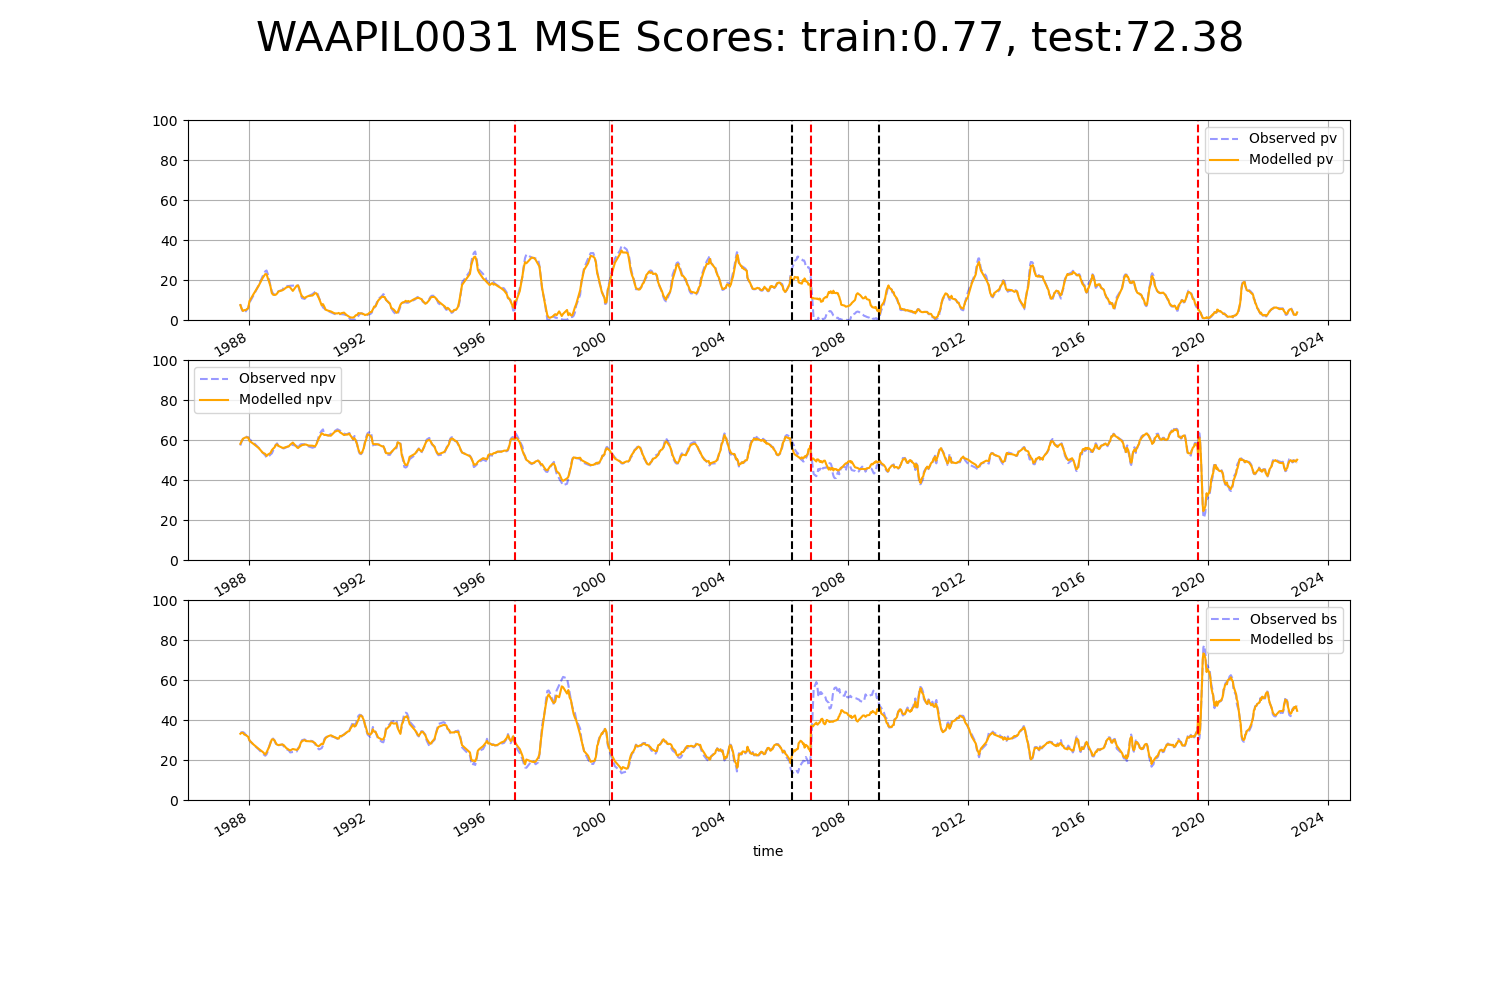 WAAPIL0031 MSE Scores: train:0.77, test:72.38
100
80
60
40
20
0
Observed pv
Modelled pv
1988 1992 1996 2000 2004 2008 2012 2016 2020 2024
100
80
60
40
20
0
Observed npv
Modelled npv
1988 1992 1996 2000 2004 2008 2012 2016 2020 2024
100
80
60
40
20
0
Observed bs
Modelled bs
1988 1992 1996 2000 2004 2008 2012 2016 2020 2024
time